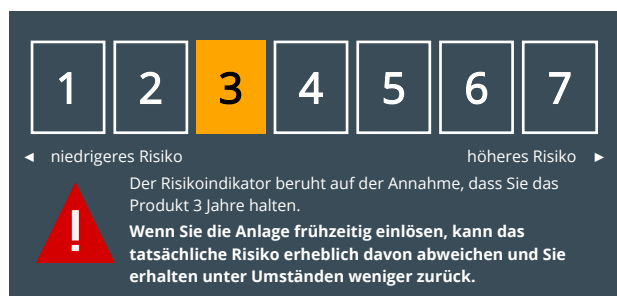 1 2 3 4 5 6 7
◄ niedrigeres Risiko höheres Risiko ►
Der Risikoindikator beruht auf der Annahme, dass Sie das
Produkt 3 Jahre halten.
Wenn Sie die Anlage frühzeitig einlösen, kann das
tatsächliche Risiko erheblich davon abweichen und Sie
erhalten unter Umständen weniger zurück.
!